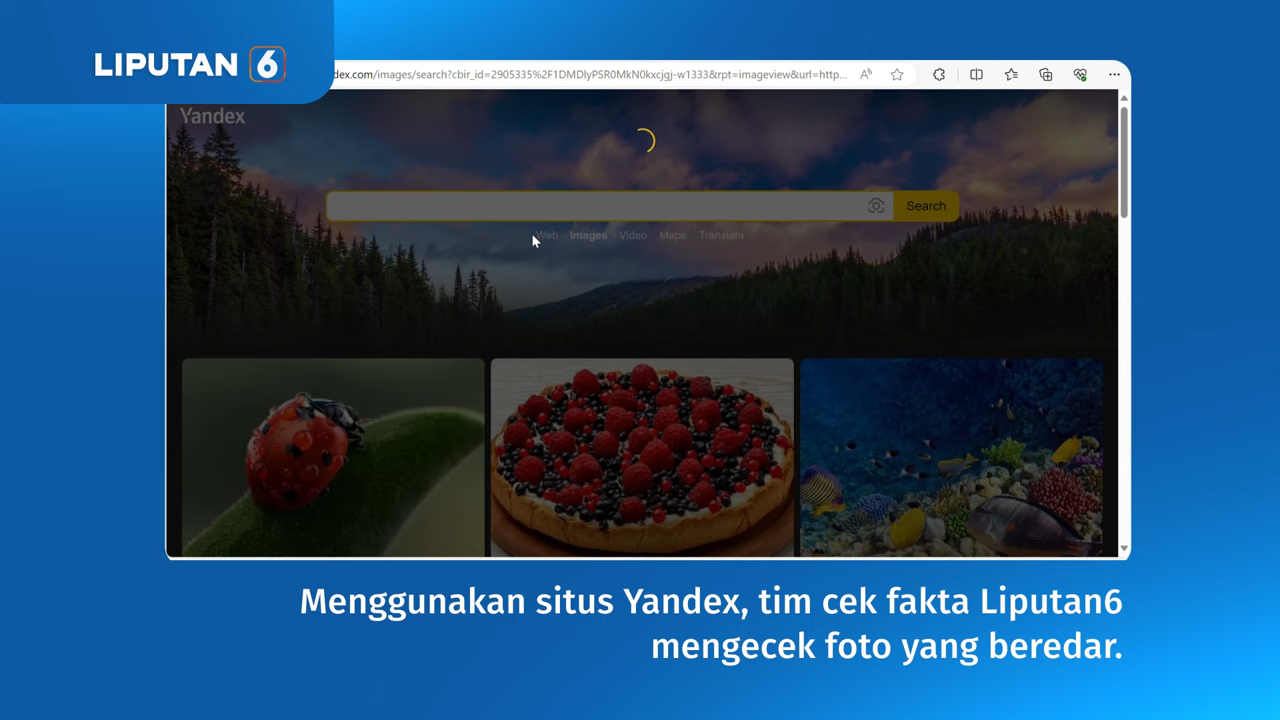 LIPUTAN 6
dex.com/images/search?cbir_id=2905335%2F1DMDlyPSR0MkN0kxcjgj-w1333&rpt=imageview&url=http...
Yandex
Search
Web Images Video Maps Translate
Menggunakan situs Yandex, tim cek fakta Liputan6
mengecek foto yang beredar.